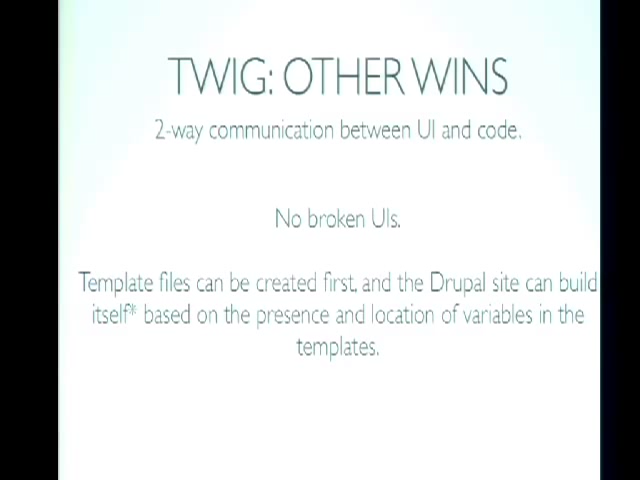 TWIG: OTHER WINS
2-way communication between UI and code.
No broken UIs.
Template files can be created first, and the Drupal site can build
itself* based on the presence and location of variables in the
templates.